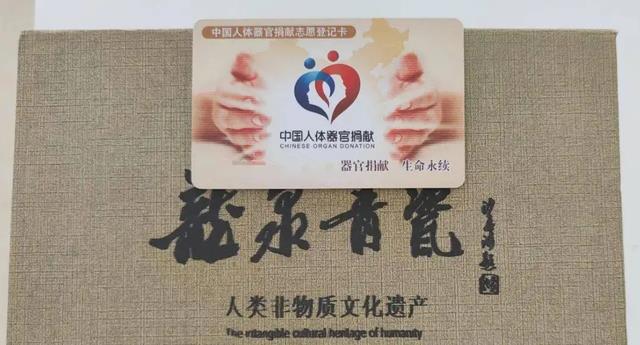 中国人体器官捐献志愿登记卡
中国人体器官捐献
CHINESE ORGAN DONATION
器官捐献 生命永续
龍泉青瓷
人类非物质文化遗产
The intangible cultural heritage of humanity